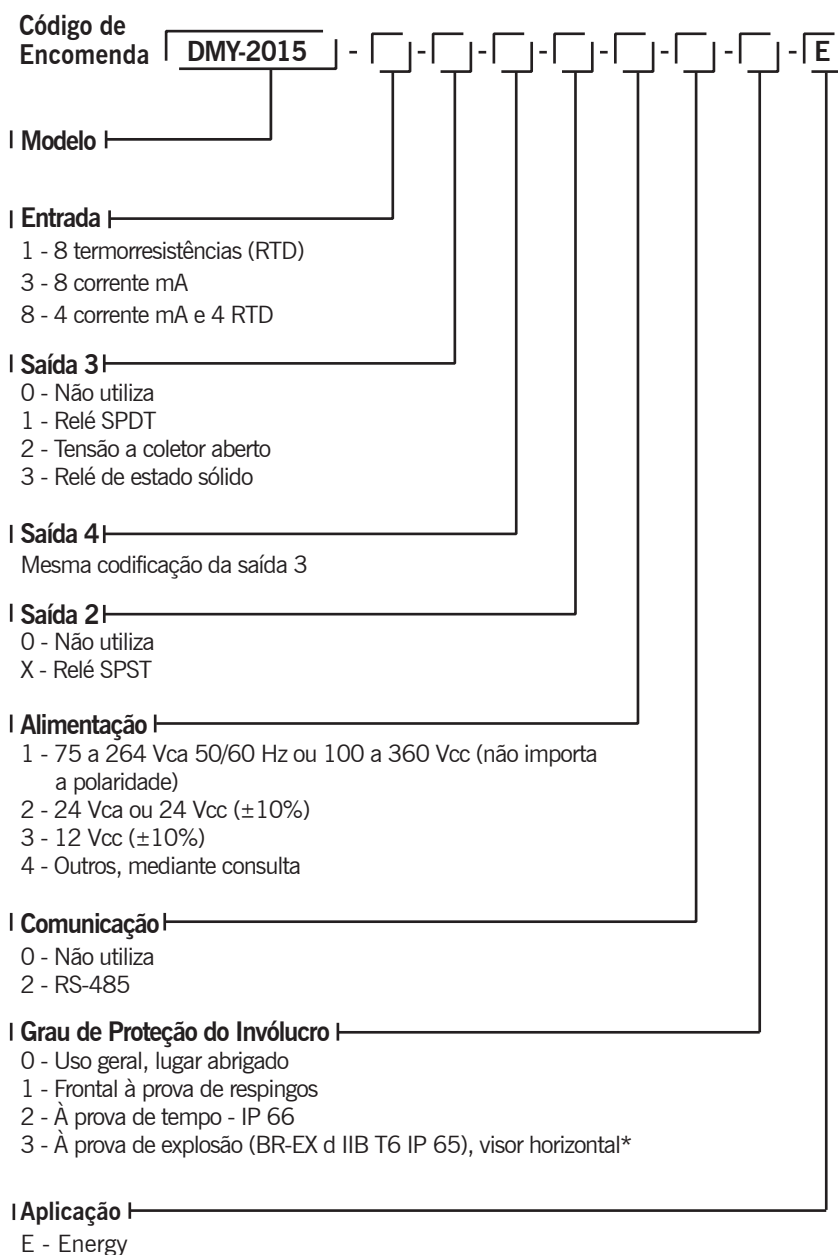 Código de
Encomenda DMY-2015 - - - - - - - - E
Modelo
Entrada
1 - 8 termorresistências (RTD)
3 - 8 corrente mA
8 - 4 corrente mA e 4 RTD
Saída 3
0 - Não utiliza
1 - Relé SPDT
2 - Tensão a coletor aberto
3 - Relé de estado sólido
Saída 4
Mesma codificação da saída 3
Saída 2
0 - Não utiliza
X - Relé SPST
Alimentação
1 - 75 a 264 Vca 50/60 Hz ou 100 a 360 Vcc (não importa
a polaridade)
2 - 24 Vca ou 24 Vcc (±10%)
3 - 12 Vcc (±10%)
4 - Outros, mediante consulta
Comunicação
0 - Não utiliza
2 - RS-485
Grau de Proteção do Invólucro
0 - Uso geral, lugar abrigado
1 - Frontal à prova de respingos
2 - À prova de tempo - IP 66
3 - À prova de explosão (BR-EX d IIB T6 IP 65), visor horizontal*
Aplicação
E - Energy